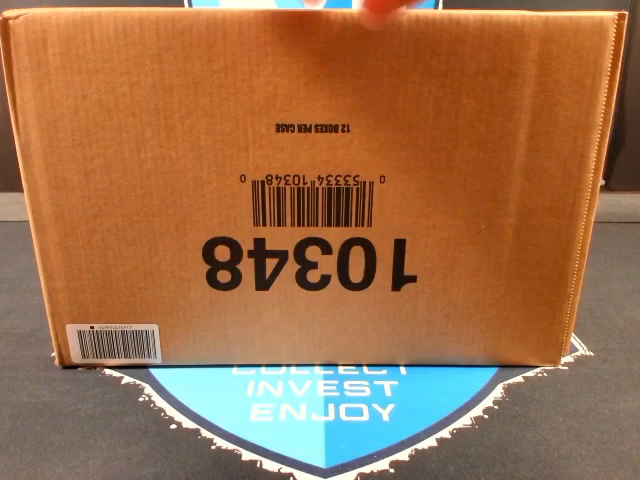 10348
0 53334 10348 0
12 BOXES PER CASE
COLLECT
INVEST
ENJOY